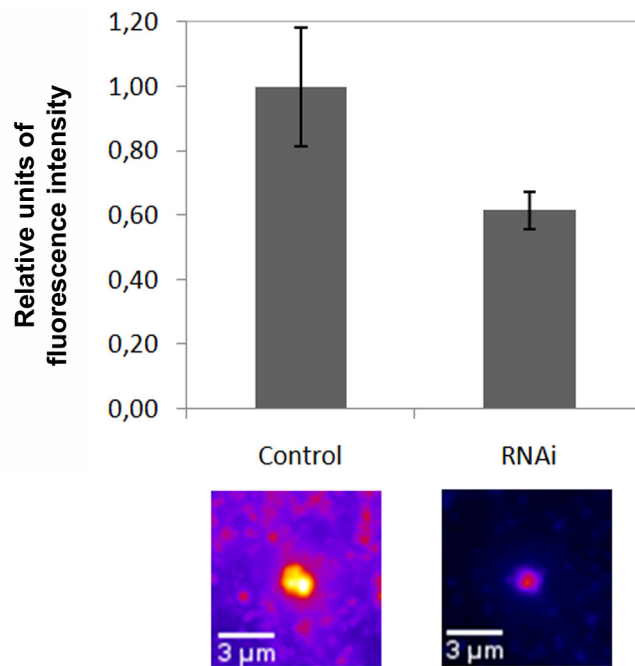 Relative units of
fluorescence intensity
1,20
1,00
0,80
0,60
0,40
0,20
0,00
Control
RNAi
3 µm
3 µm